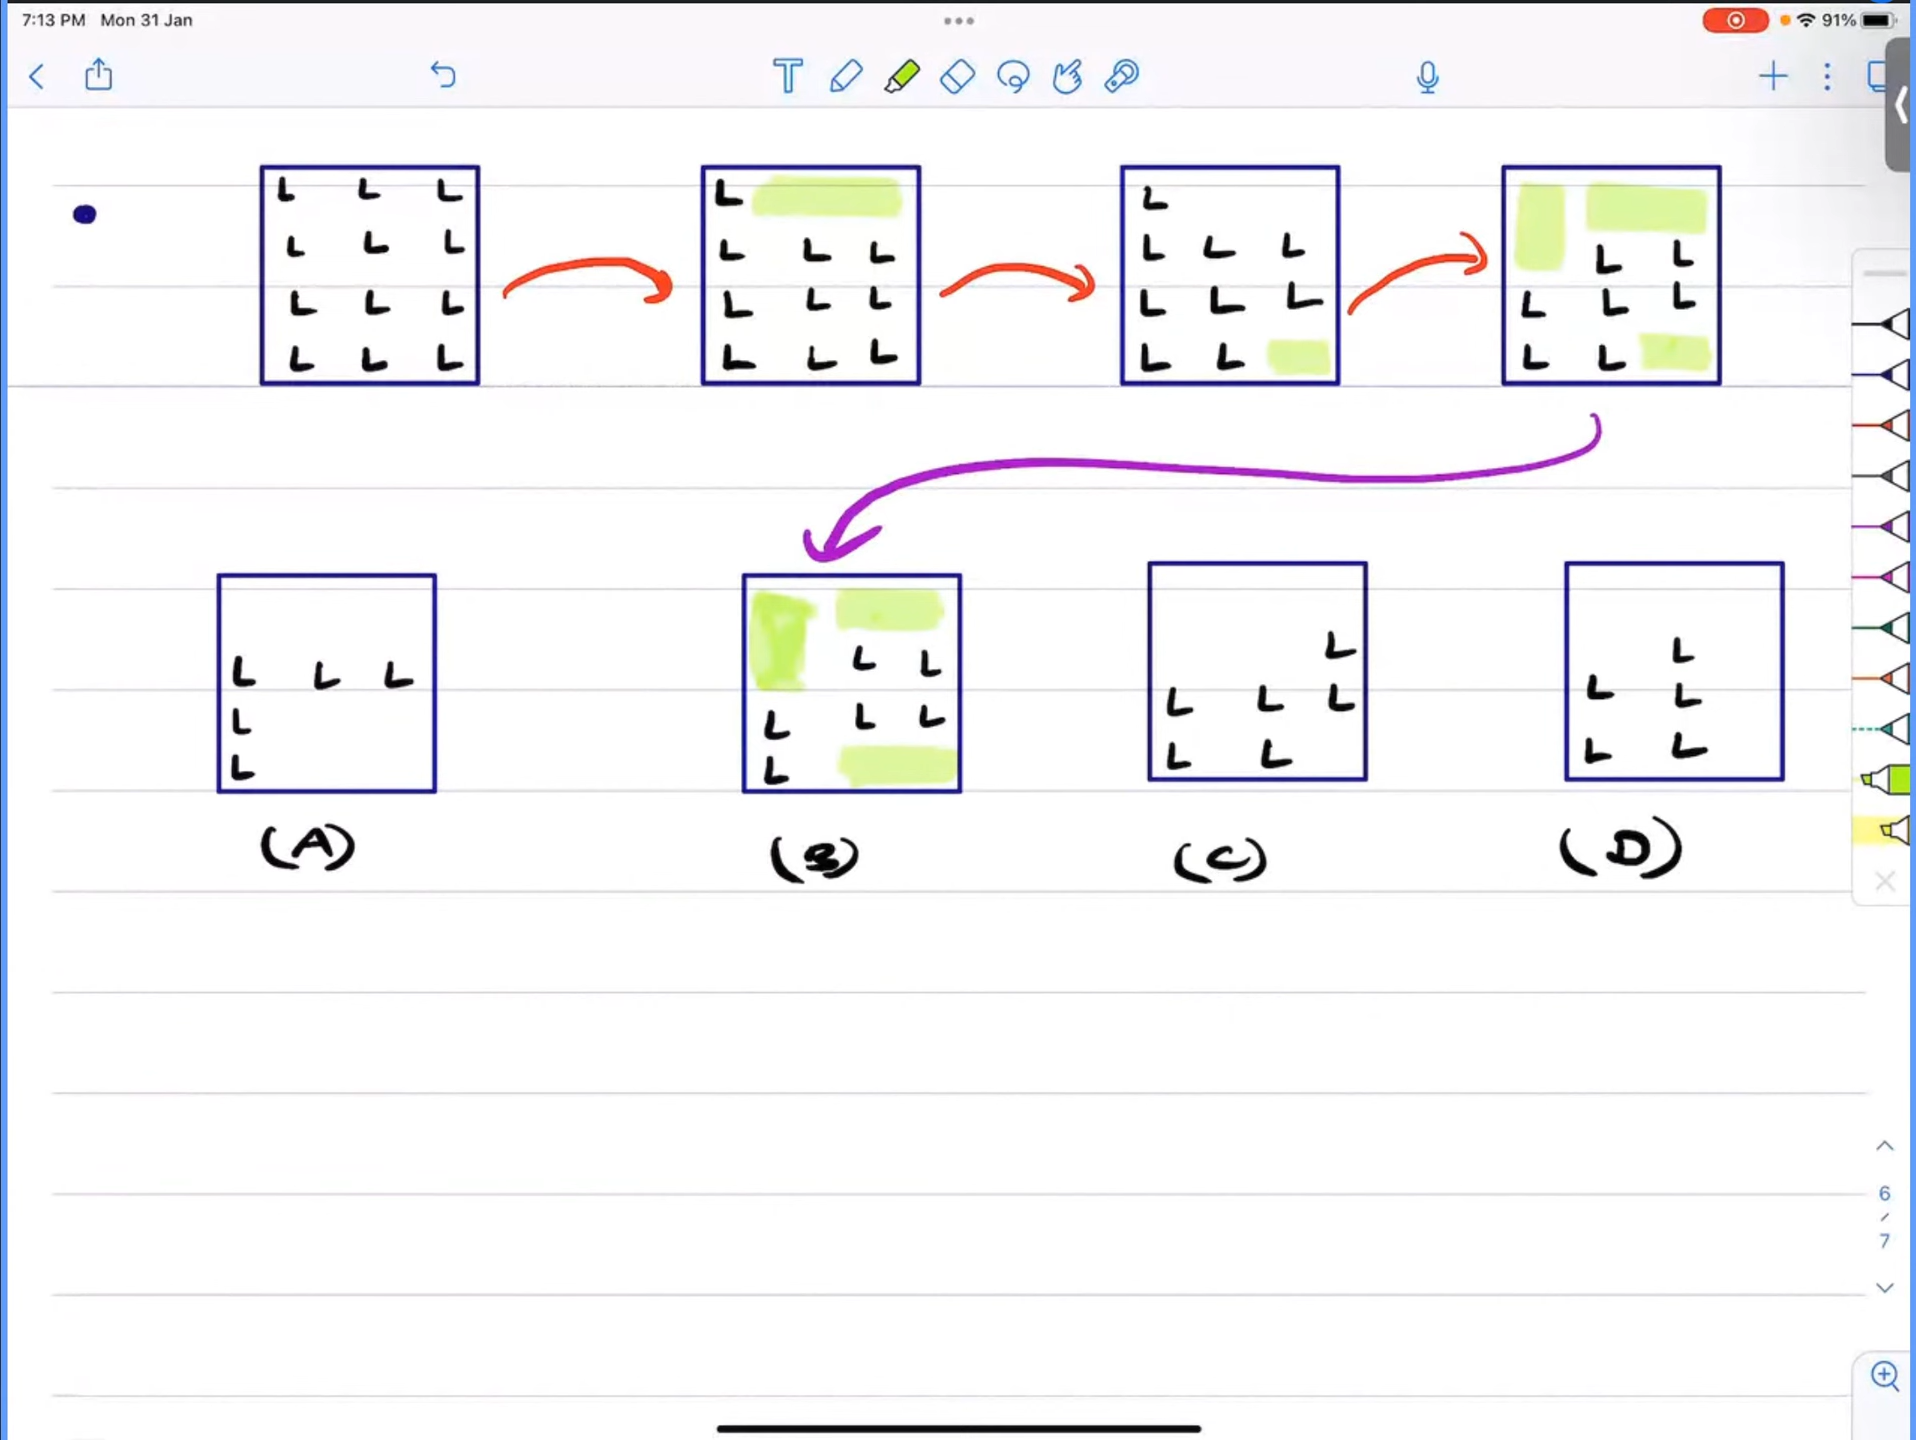 7:13 PM Mon 31 Jan
91%
T
L L L L L
L L L L L L L L L L L
L L L L L L L L L L L L
L L L L L L L L L L
L L L L L L L
L L L L L L L
L L L L L L L L
L L L L L L
(A) (B) (C) (D)
6
/
7